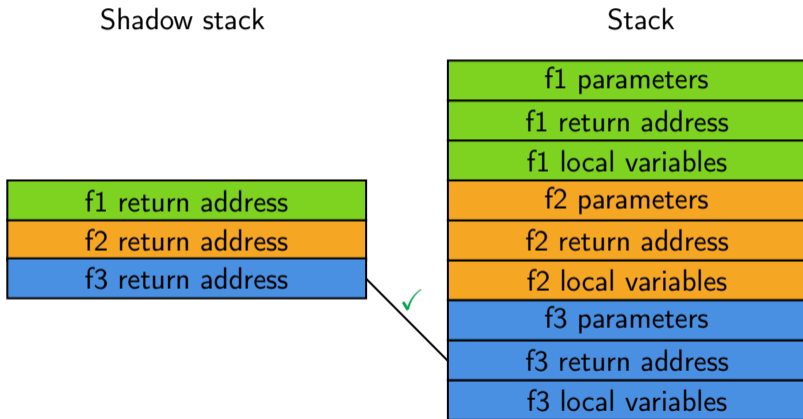 Shadow stack
f1 return address
f2 return address
f3 return address
✓
Stack
f1 parameters
f1 return address
f1 local variables
f2 parameters
f2 return address
f2 local variables
f3 parameters
f3 return address
f3 local variables